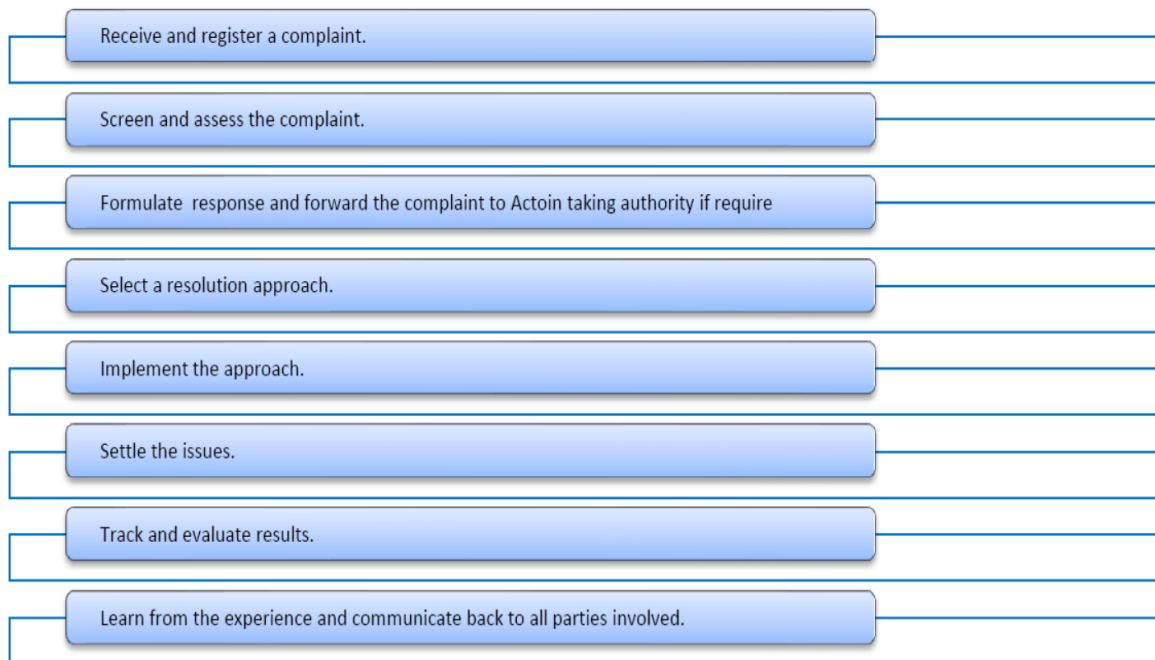 Receive and register a complaint.
Screen and assess the complaint.
Formulate  response and forward the complaint to Actoin taking authority if require
Select a resolution approach.
Implement the approach.
Settle the issues.
Track and evaluate results.
Learn from the experience and communicate back to all parties involved.